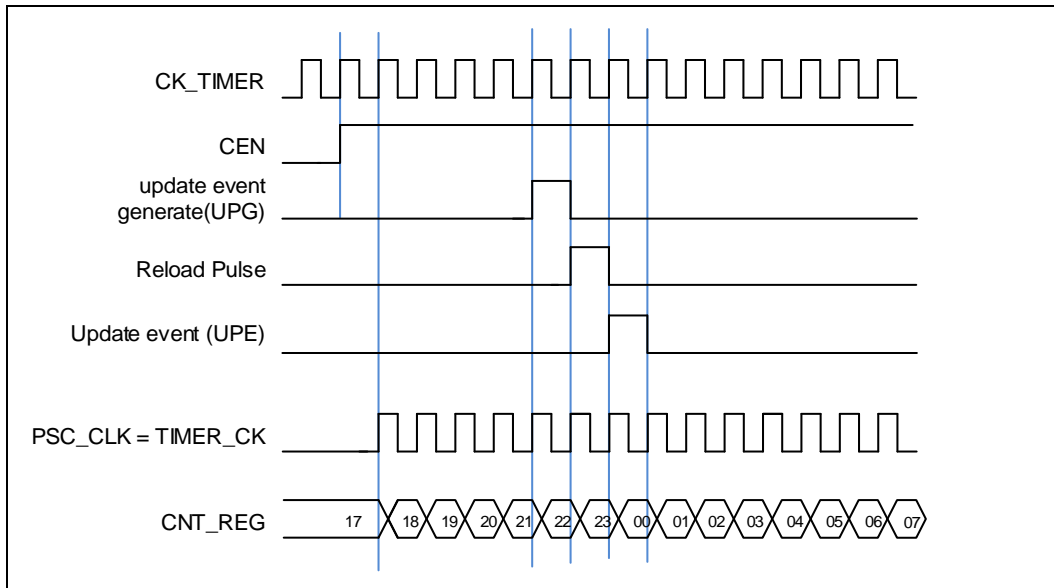 CK_TIMER
CEN
update event
generate(UPG)
Reload Pulse
Update event (UPE)
PSC_CLK = TIMER_CK
CNT_REG 17 18 19 20 21 22 23 00 01 02 03 04 05 06 07